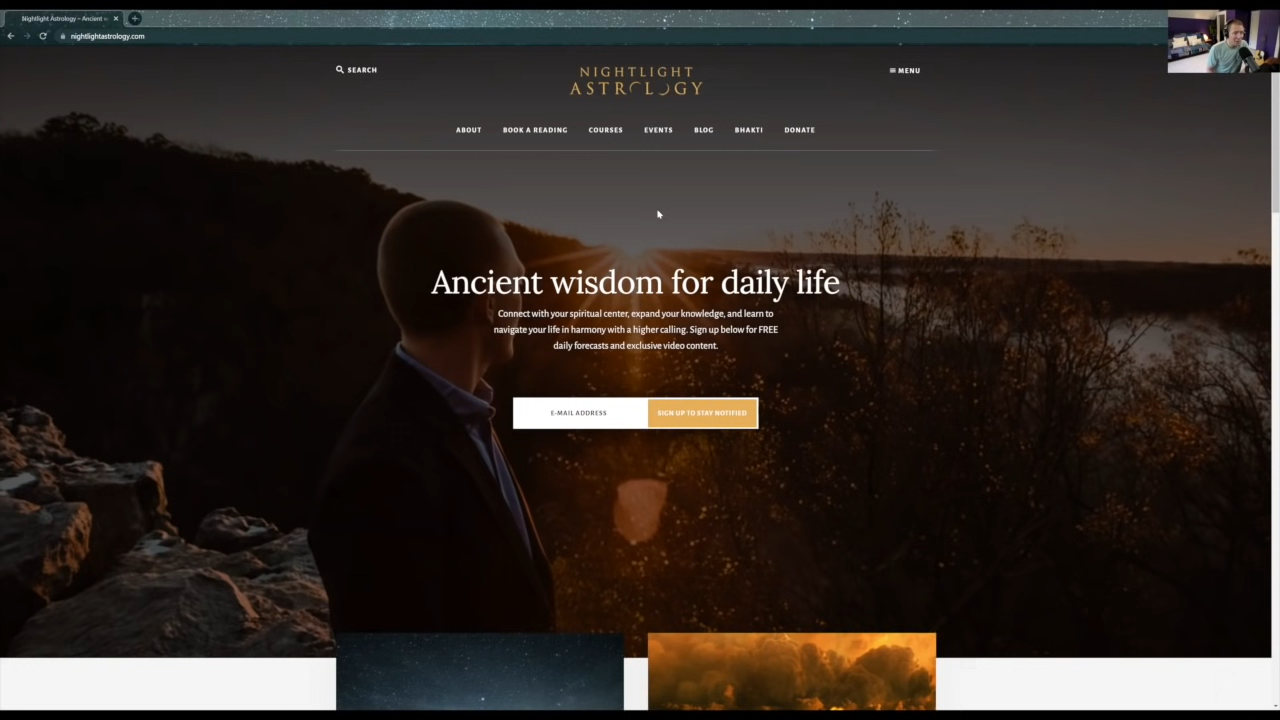 Nightlight Astrology – Ancient
nightlightastrology.com
SEARCH
NIGHTLIGHT
ASTROLOGY
MENU
ABOUT
BOOK A READING
COURSES
EVENTS
BLOG
BHAKTI
DONATE
Ancient wisdom for daily life
Connect with your spiritual center, expand your knowledge, and learn to
navigate your life in harmony with a higher calling. Sign up below for FREE
daily forecasts and exclusive video content.
E-MAIL ADDRESS
SIGN UP TO STAY NOTIFIED